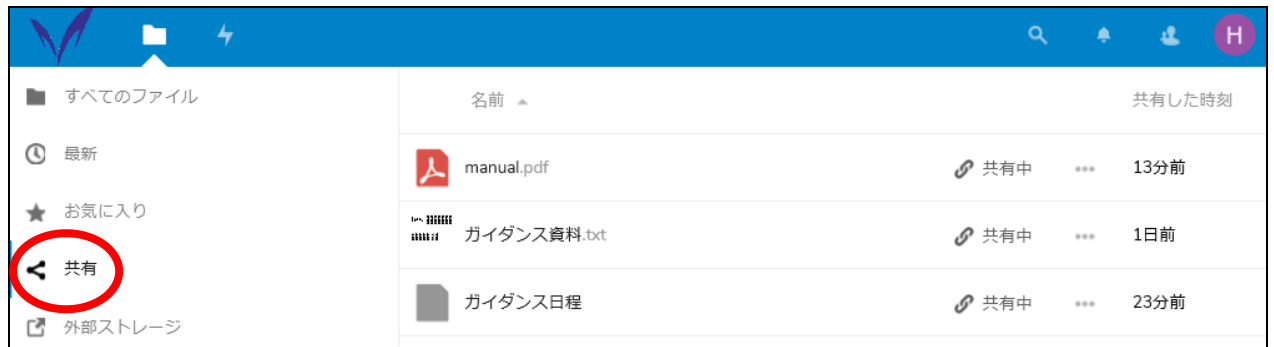 H
すべてのファイル
名前 共有した時刻
最新
manual.pdf 共有中 ••• 13分前
お気に入り
ガイダンス資料.txt 共有中 ••• 1日前
共有
ガイダンス日程 共有中 ••• 23分前
外部ストレージ